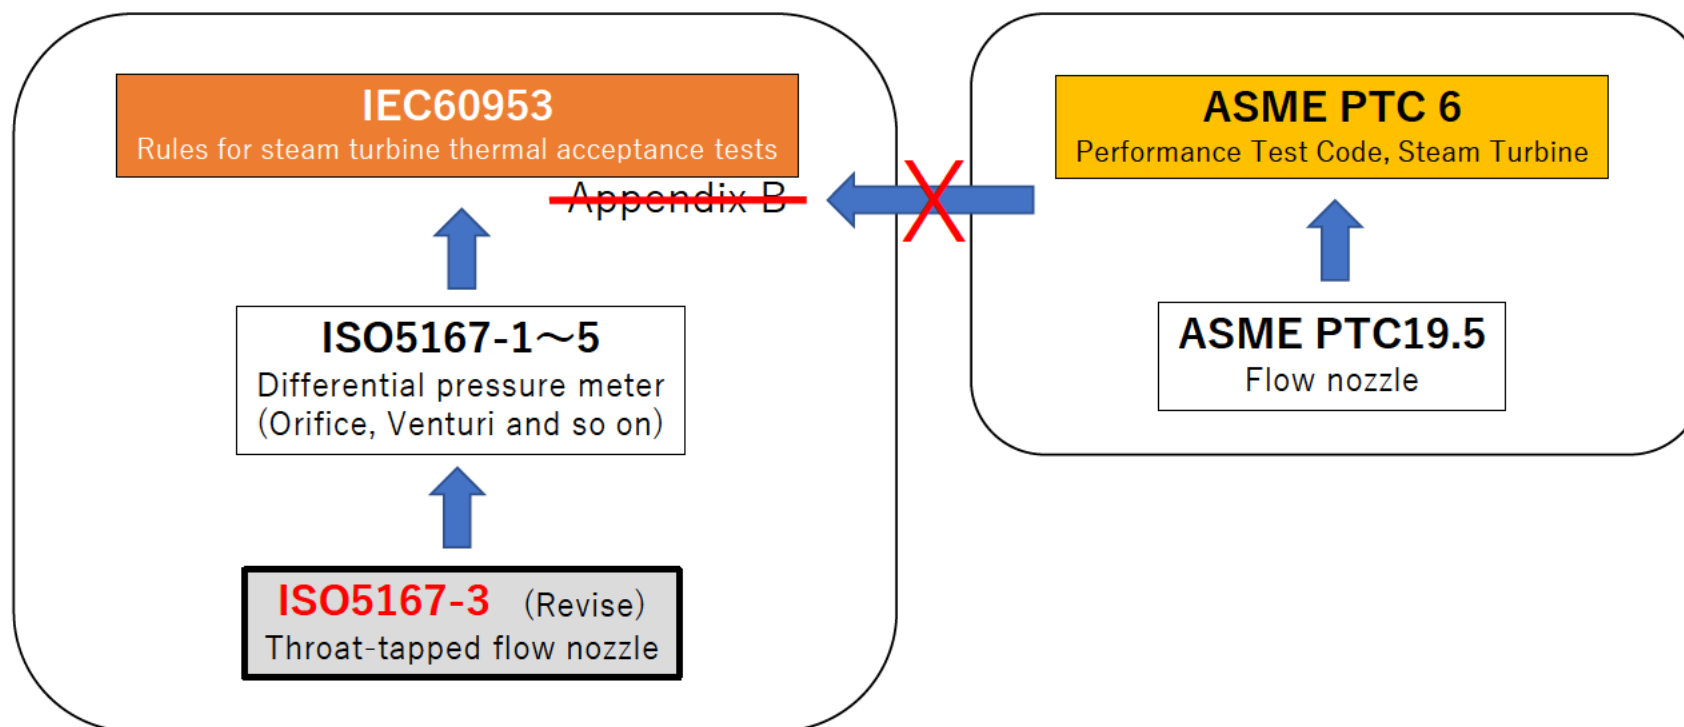 IEC60953
Rules for steam turbine thermal acceptance tests
Appendix B
ISO5167-1～5
Differential pressure meter
(Orifice, Venturi and so on)
ISO5167-3 (Revise)
Throat-tapped flow nozzle
X
ASME PTC 6
Performance Test Code, Steam Turbine
ASME PTC19.5
Flow nozzle